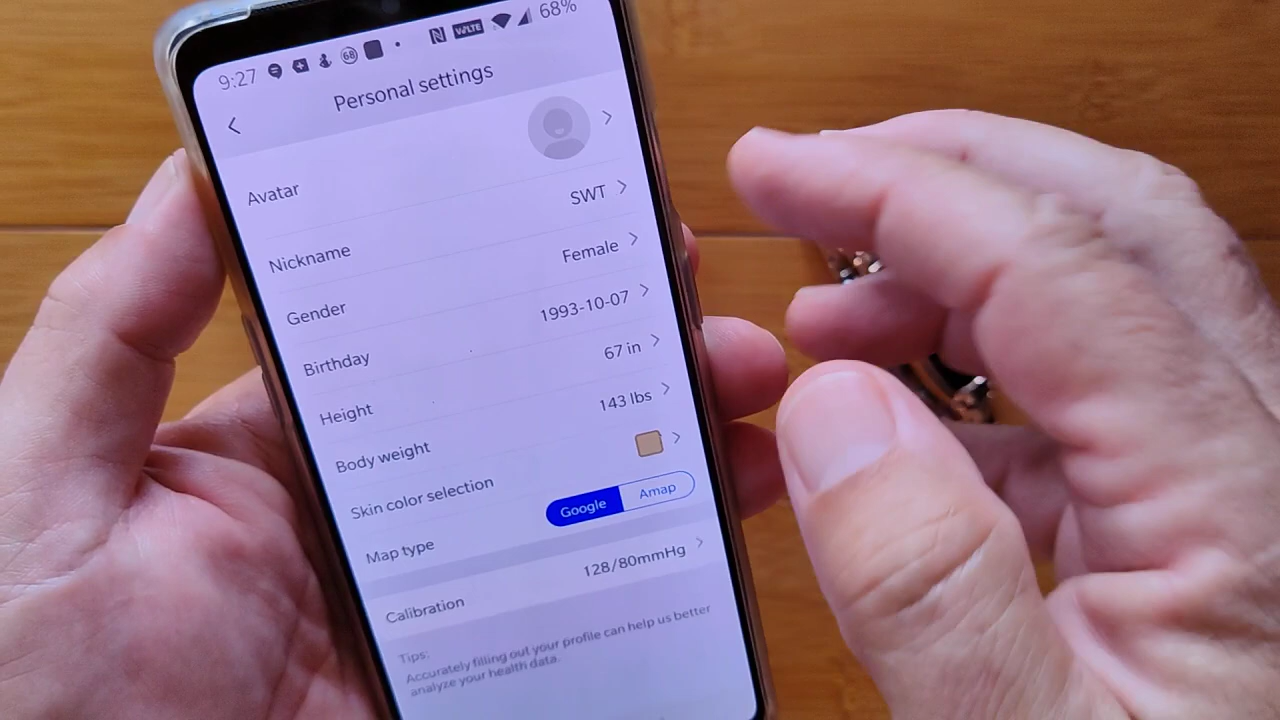 9:27 68 VoLTE 68%
Personal settings
Avatar
Nickname SWT
Gender Female
Birthday 1993-10-07
Height 67 in
Body weight 143 lbs
Skin color selection
Map type Google Amap
Calibration 128/80mmHg
Tips:
Accurately filling out your profile can help us better
analyze your health data.